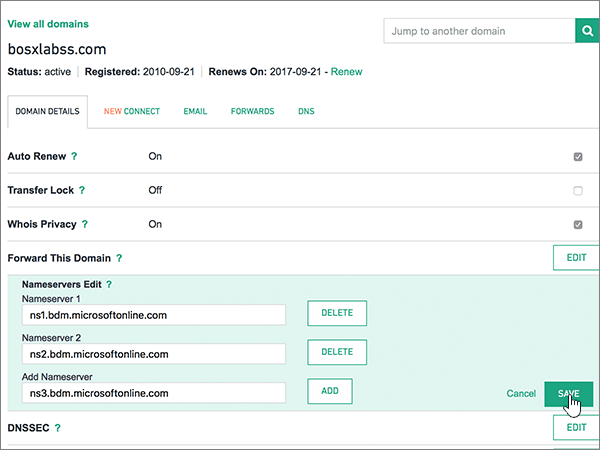 View all domains
Jump to another domain
bosxlabss.com
Status: active Registered: 2010-09-21 Renews On: 2017-09-21 - Renew
DOMAIN DETAILS NEW CONNECT EMAIL FORWARDS DNS
Auto Renew ? On
Transfer Lock ? Off
Whois Privacy ? On
Forward This Domain ? EDIT
Nameservers Edit ?
Nameserver 1
ns1.bdm.microsoftonline.com DELETE
Nameserver 2
ns2.bdm.microsoftonline.com DELETE
Add Nameserver
ns3.bdm.microsoftonline.com ADD Cancel SAVE
DNSSEC ? EDIT